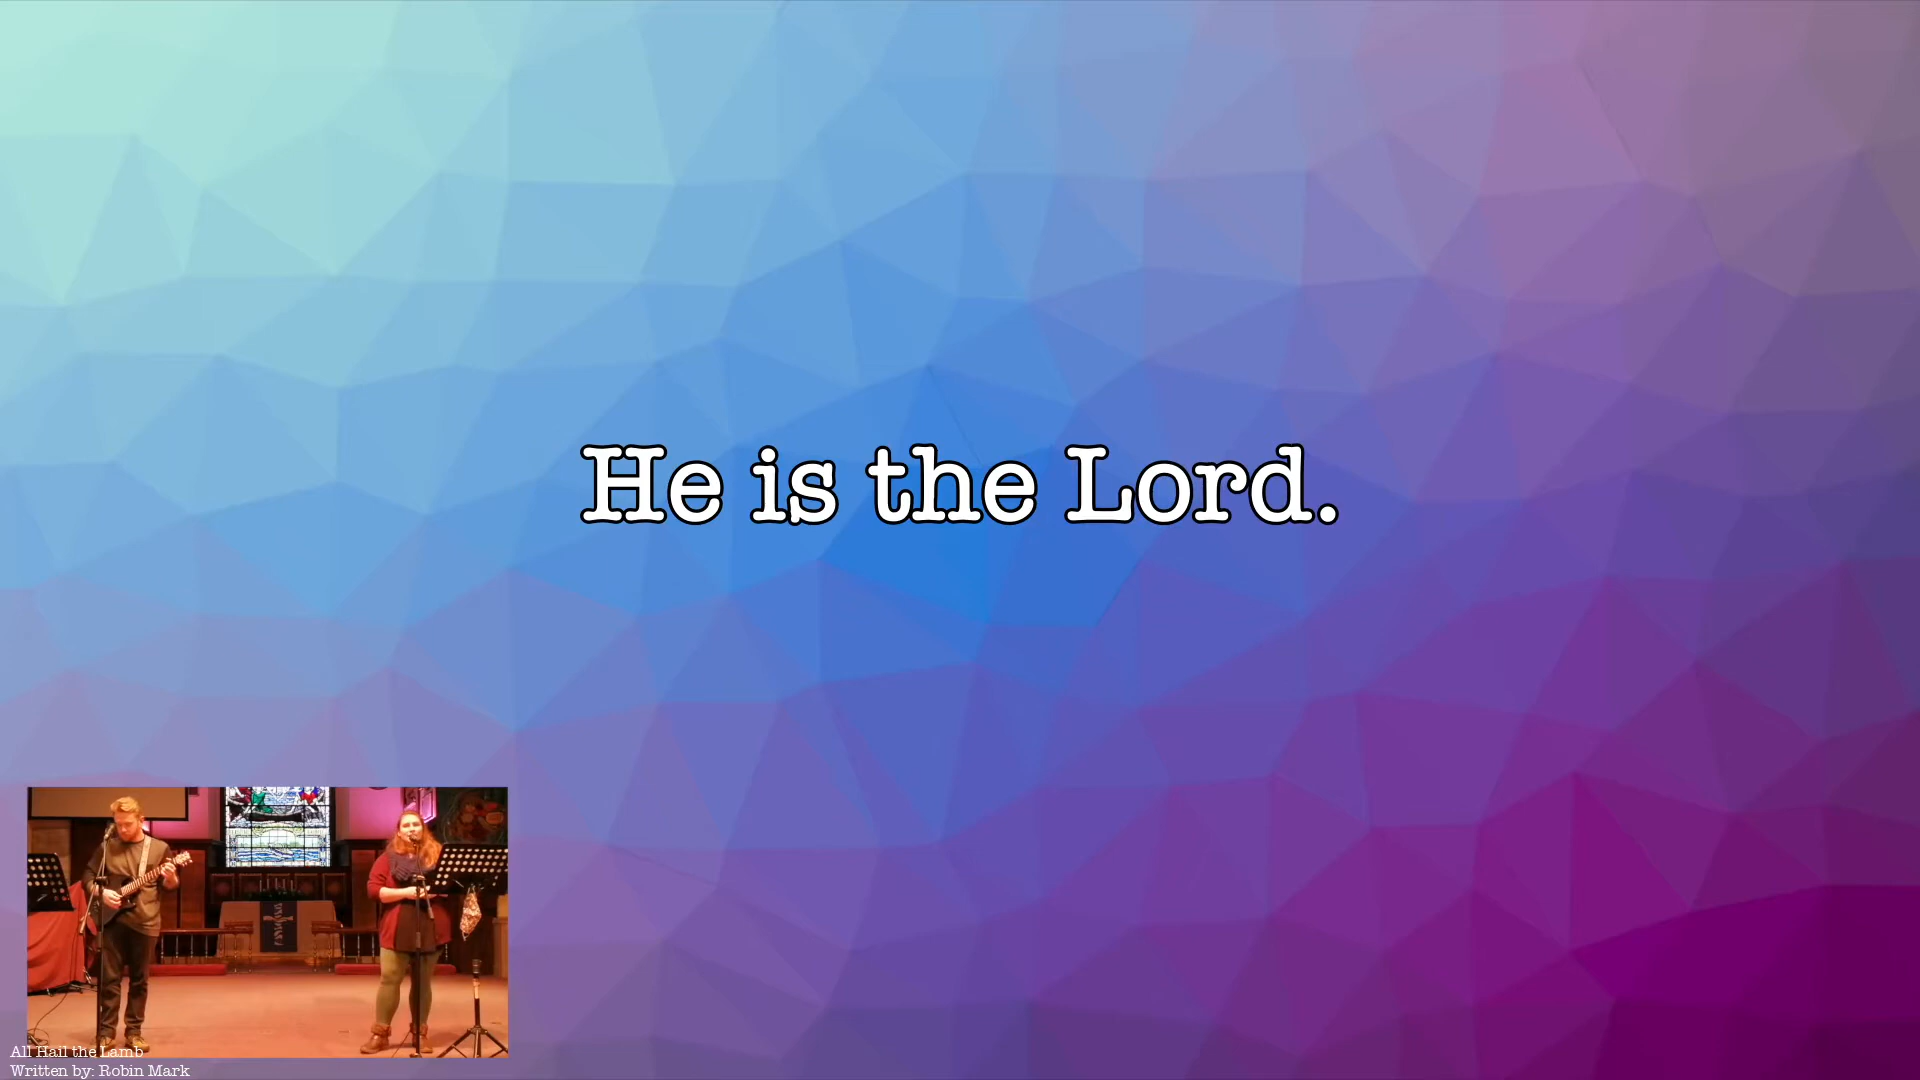 He is the Lord.
All Hail the Lamb
Written by: Robin Mark